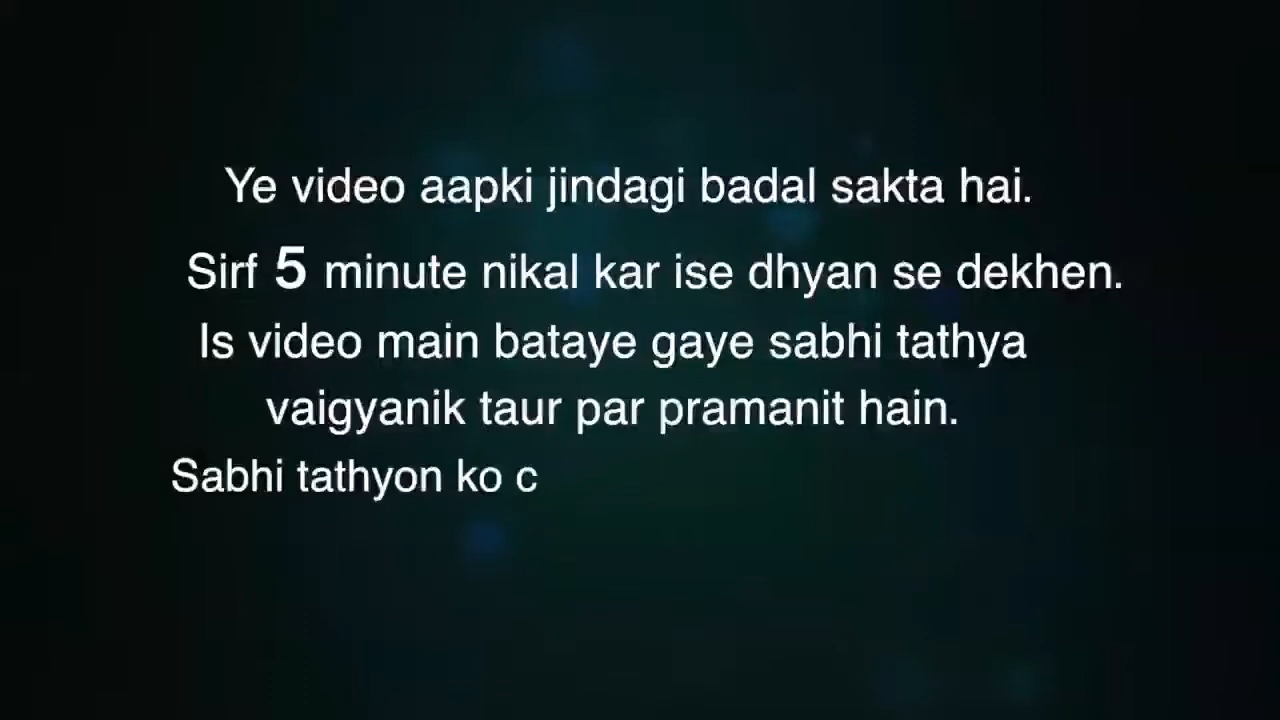 Ye video aapki jindagi badal sakta hai.
Sirf 5 minute nikal kar ise dhyan se dekhen.
Is video main bataye gaye sabhi tathya
vaigyanik taur par pramanit hain.
Sabhi tathyon ko c